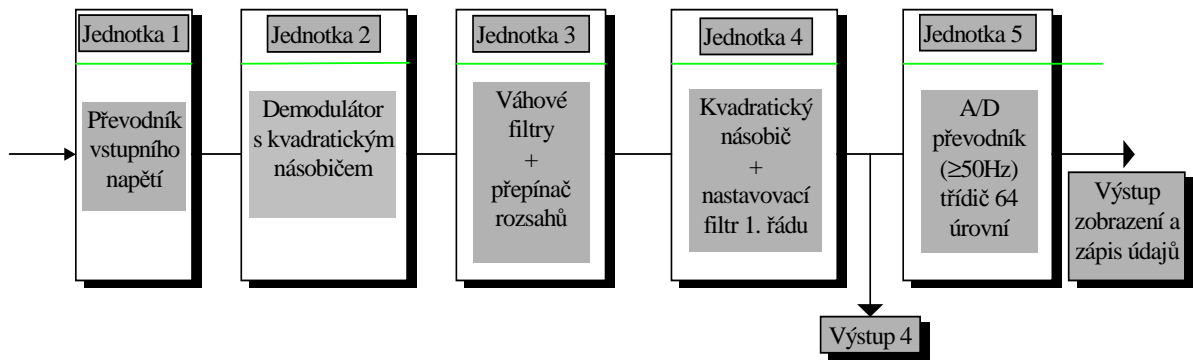 Jednotka 1
Převodník
vstupního
napětí
Jednotka 2
Demodulátor
s kvadratickým
násobičem
Jednotka 3
Váhové
filtry
+
přepínač
rozsahů
Jednotka 4
Kvadratický
násobič
+
nastavovací
filtr 1. řádu
Jednotka 5
A/D
převodník
(≥50Hz)
třídič 64
úrovní
Výstup
zobrazení a
zápis údajů
Výstup 4